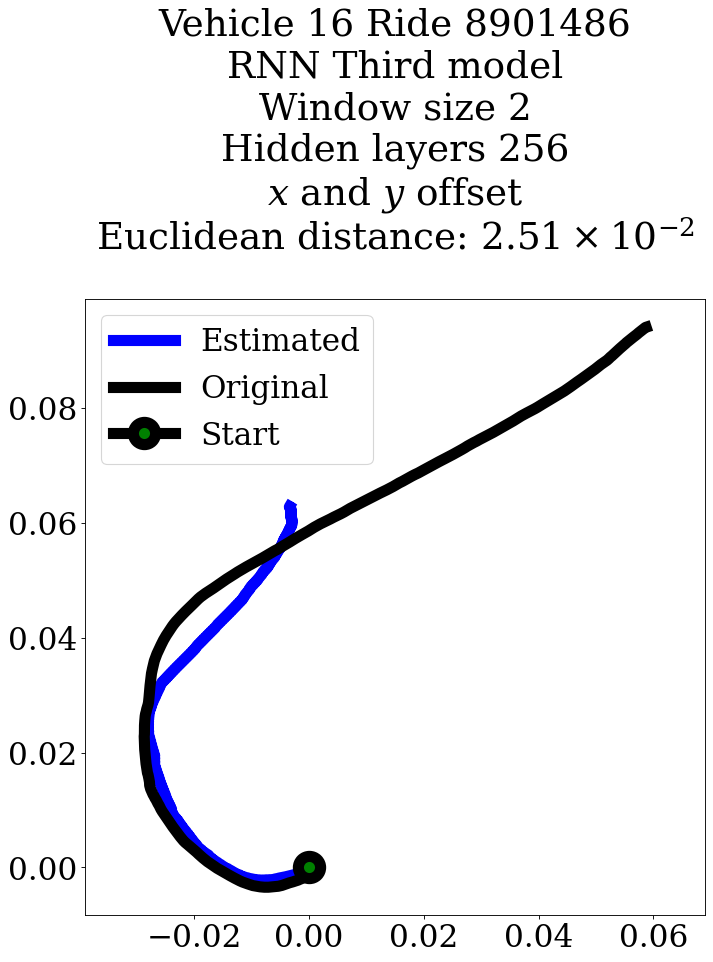 Vehicle 16 Ride 8901486
RNN Third model
Window size 2
Hidden layers 256
x and y offset
Euclidean distance: 2.51 × 10⁻²
Estimated
Original
Start
0.08
0.06
0.04
0.02
0.00
−0.02 0.00 0.02 0.04 0.06